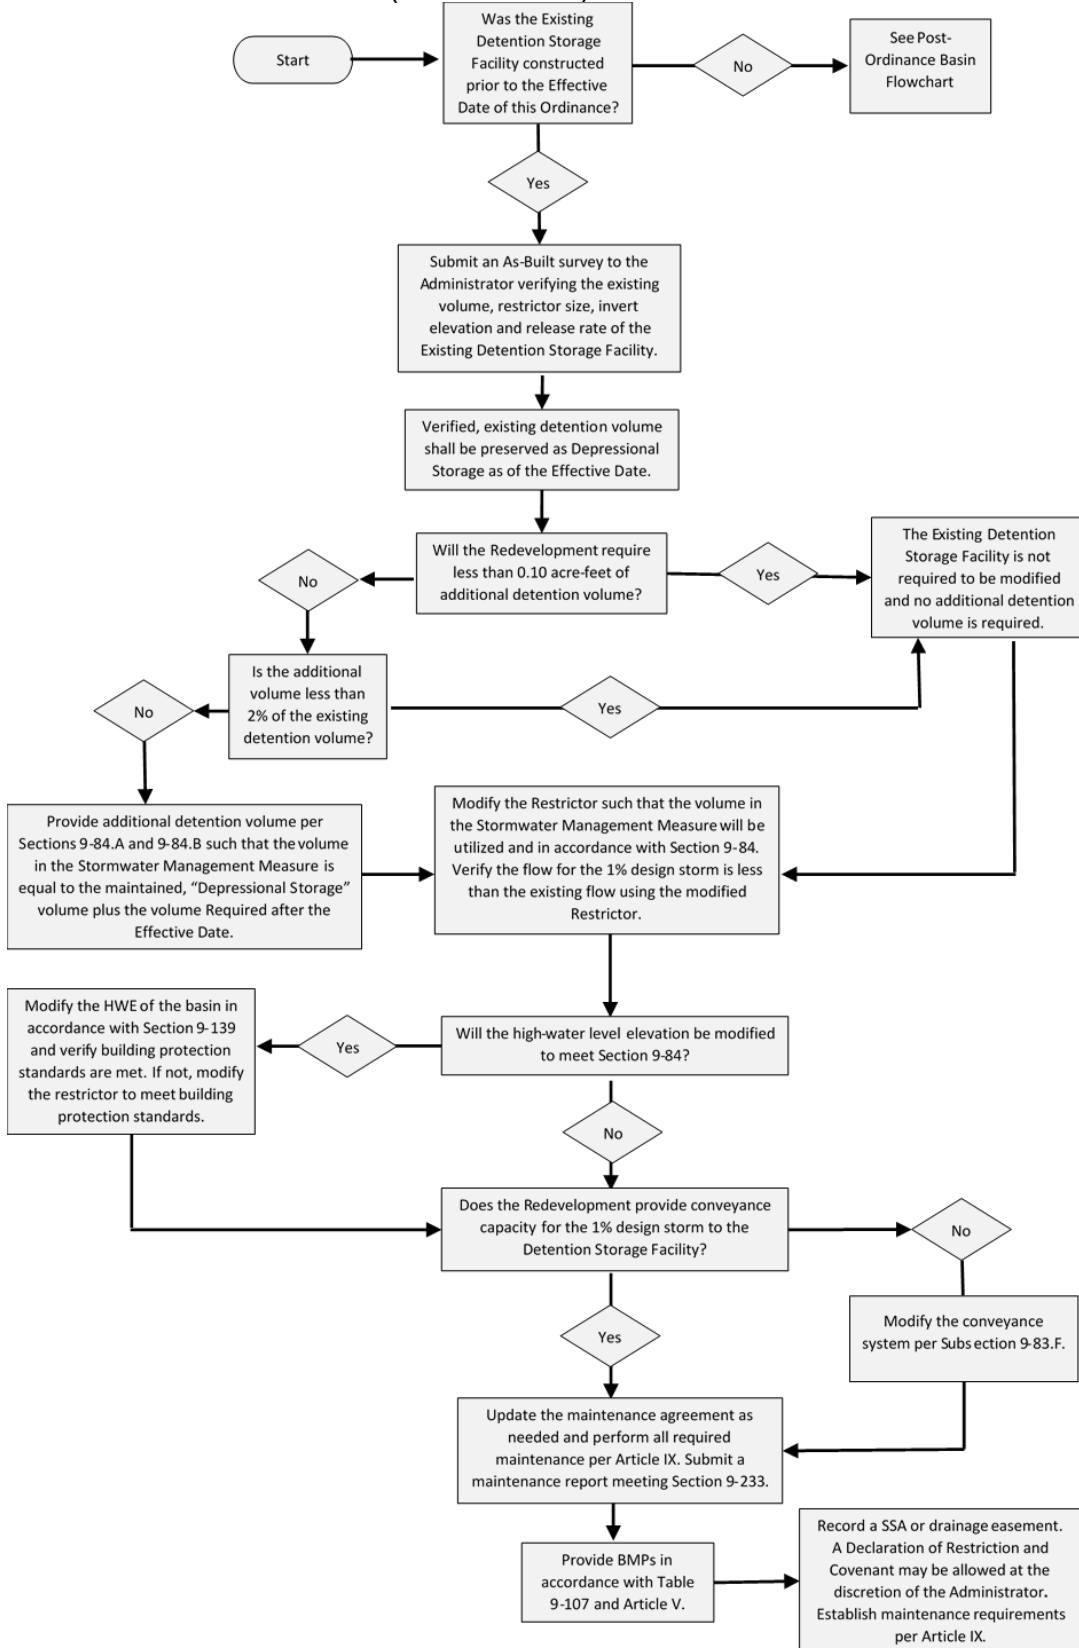 Start
Was the Existing
Detention Storage
Facility constructed
prior to the Effective
Date of this Ordinance?
No
See Post-
Ordinance Basin
Flowchart
Yes
Submit an As-Built survey to the
Administrator verifying the existing
volume, restrictor size, invert
elevation and release rate of the
Existing Detention Storage Facility.
Verified, existing detention volume
shall be preserved as Depressional
Storage as of the Effective Date.
Will the Redevelopment require
less than 0.10 acre-feet of
additional detention volume?
No
Yes
The Existing Detention
Storage Facility is not
required to be modified
and no additional detention
volume is required.
Is the additional
volume less than
2% of the existing
detention volume?
No
Yes
Provide additional detention volume per
Sections 9-84.A and 9-84.B such that the volume
in the Stormwater Management Measure is
equal to the maintained, “Depressional Storage”
volume plus the volume Required after the
Effective Date.
Modify the Restrictor such that the volume in
the Stormwater Management Measure will be
utilized and in accordance with Section 9-84.
Verify the flow for the 1% design storm is less
than the existing flow using the modified
Restrictor.
Will the high-water level elevation be modified
to meet Section 9-84?
Yes
Modify the HWE of the basin in
accordance with Section 9-139
and verify building protection
standards are met. If not, modify
the restrictor to meet building
protection standards.
No
Does the Redevelopment provide conveyance
capacity for the 1% design storm to the
Detention Storage Facility?
No
Modify the conveyance
system per Subsection 9-83.F.
Yes
Update the maintenance agreement as
needed and perform all required
maintenance per Article IX. Submit a
maintenance report meeting Section 9-233.
Provide BMPs in
accordance with Table
9-107 and Article V.
Record a SSA or drainage easement.
A Declaration of Restriction and
Covenant may be allowed at the
discretion of the Administrator.
Establish maintenance requirements
per Article IX.